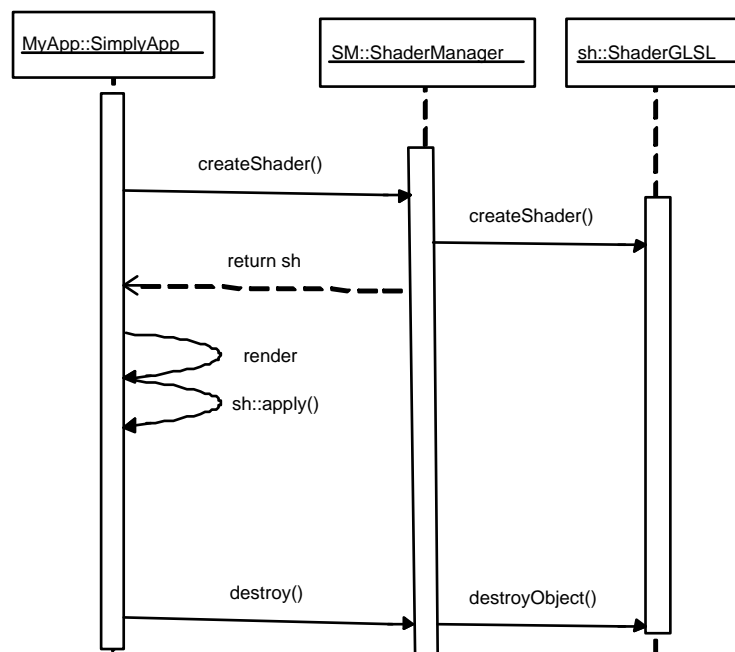 MyApp::SimplyApp
SM::ShaderManager
sh::ShaderGLSL
createShader()
createShader()
return sh
render
sh::apply()
destroy()
destroyObject()